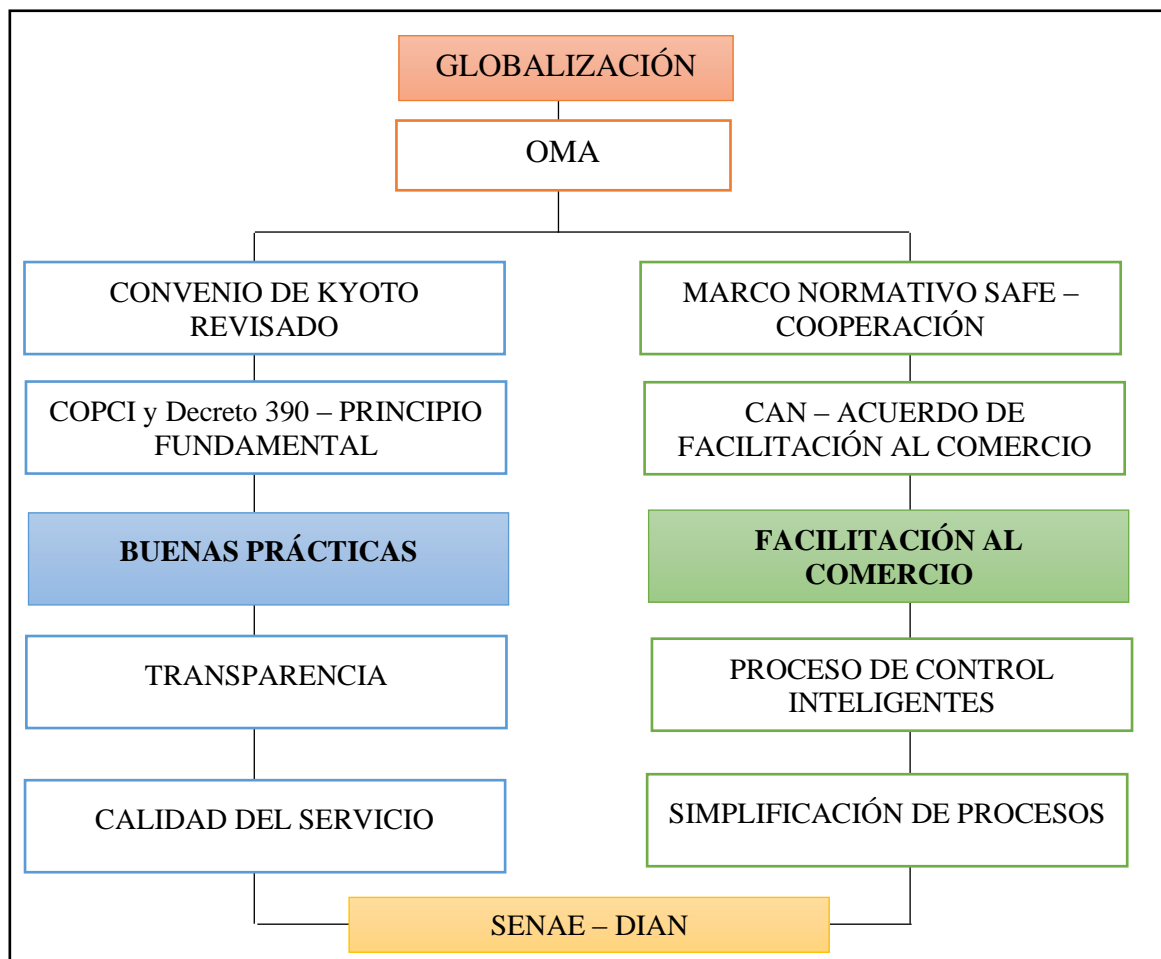 GLOBALIZACIÓN
OMA
CONVENIO DE KYOTO
REVISADO
COPCI y Decreto 390 – PRINCIPIO
FUNDAMENTAL
BUENAS PRÁCTICAS
TRANSPARENCIA
CALIDAD DEL SERVICIO
MARCO NORMATIVO SAFE –
COOPERACIÓN
CAN – ACUERDO DE
FACILITACIÓN AL COMERCIO
FACILITACIÓN AL
COMERCIO
PROCESO DE CONTROL
INTELIGENTES
SIMPLIFICACIÓN DE PROCESOS
SENAE – DIAN